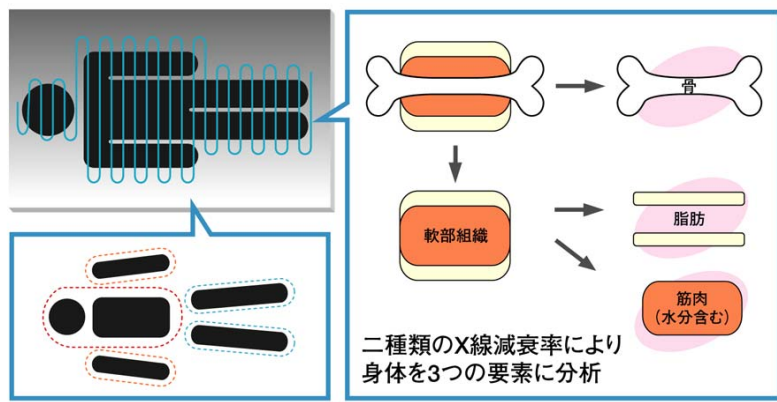 骨
軟部組織
脂肪
筋肉
(水分含む)
二種類のX線減衰率により
身体を3つの要素に分析